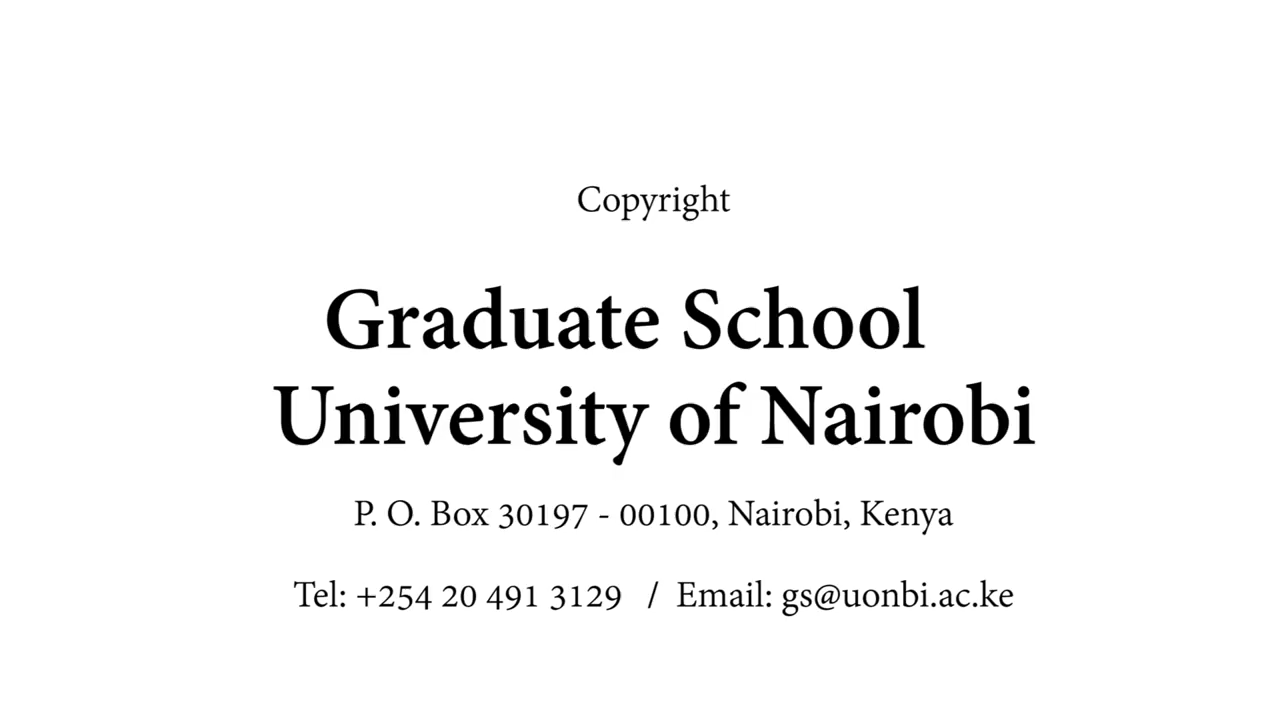 Copyright
Graduate School
University of Nairobi
P. O. Box 30197 - 00100, Nairobi, Kenya
Tel: +254 20 491 3129 / Email: gs@uonbi.ac.ke